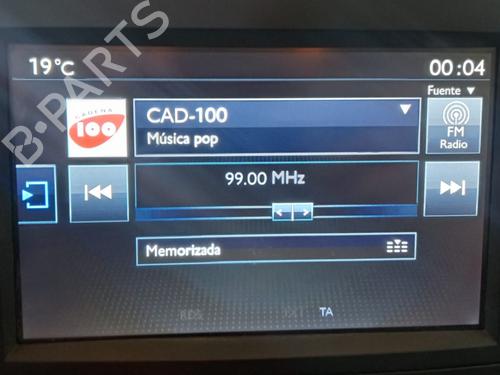 19°C
00:04
Fuente
CADENA
100
CAD-100
Música pop
FM
Radio
99.00 MHz
Memorizada
RDS
TXT
TA
B-PARTS